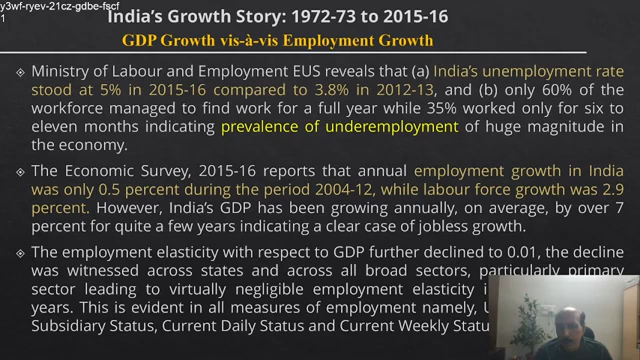 y3wf-ryev-21cz-gdbe-fscf
1
India's Growth Story: 1972-73 to 2015-16
GDP Growth vis-à-vis Employment Growth
Ministry of Labour and Employment EUS reveals that (a) India's unemployment rate
stood at 5% in 2015-16 compared to 3.8% in 2012-13, and (b) only 60% of the
workforce managed to find work for a full year while 35% worked only for six to
eleven months indicating prevalence of underemployment of huge magnitude in
the economy.
The Economic Survey, 2015-16 reports that annual employment growth in India
was only 0.5 percent during the period 2004-12, while labour force growth was 2.9
percent. However, India's GDP has been growing annually, on average, by over 7
percent for quite a few years indicating a clear case of jobless growth.
The employment elasticity with respect to GDP further declined to 0.01, the decline
was witnessed across states and across all broad sectors, particularly primary
sector leading to virtually negligible employment elasticity
years. This is evident in all measures of employment namely,
Subsidiary Status, Current Daily Status and Current Weekly